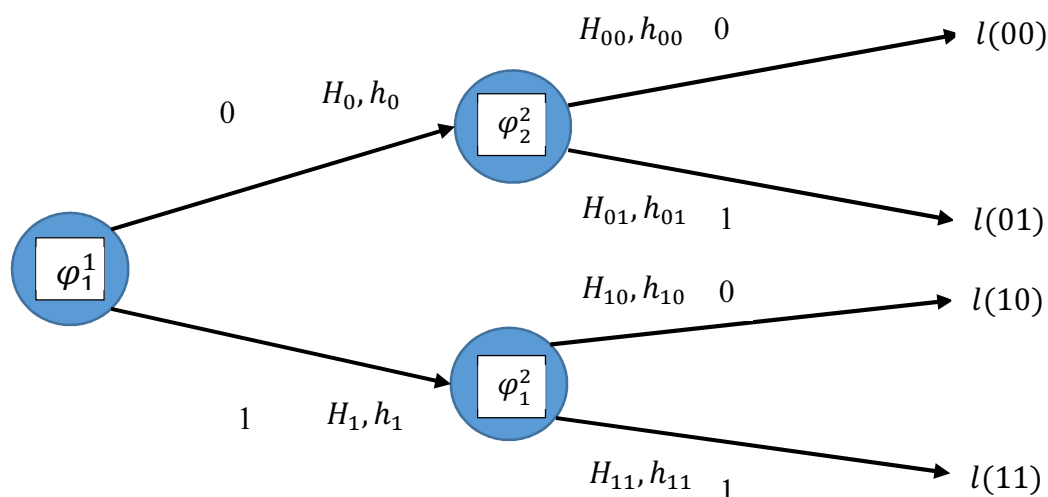 H₀₀, h₀₀ 0 l(00)
0 H₀, h₀ φ₂²
H₀₁, h₀₁ 1 l(01)
φ₁¹
H₁₀, h₁₀ 0 l(10)
1 H₁, h₁ φ₁²
H₁₁, h₁₁ 1 l(11)